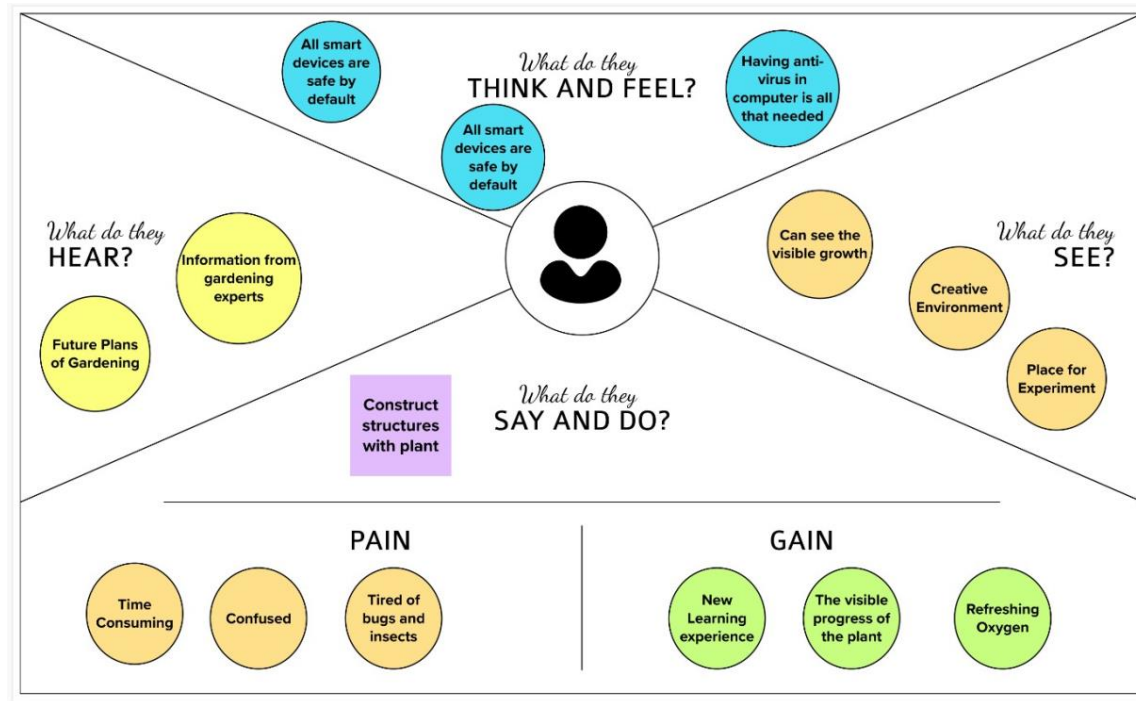 All smart
devices are
safe by
default
What do they
THINK AND FEEL?
Having anti-
virus in
computer is all
that needed
All smart
devices are
safe by
default
What do they
HEAR?
Information from
gardening
experts
Future Plans
of Gardening
Can see the
visible growth
What do they
SEE?
Creative
Environment
Place for
Experiment
What do they
SAY AND DO?
Construct
structures
with plant
PAIN
Time
Consuming
Confused
Tired of
bugs and
insects
GAIN
New
Learning
experience
The visible
progress of
the plant
Refreshing
Oxygen